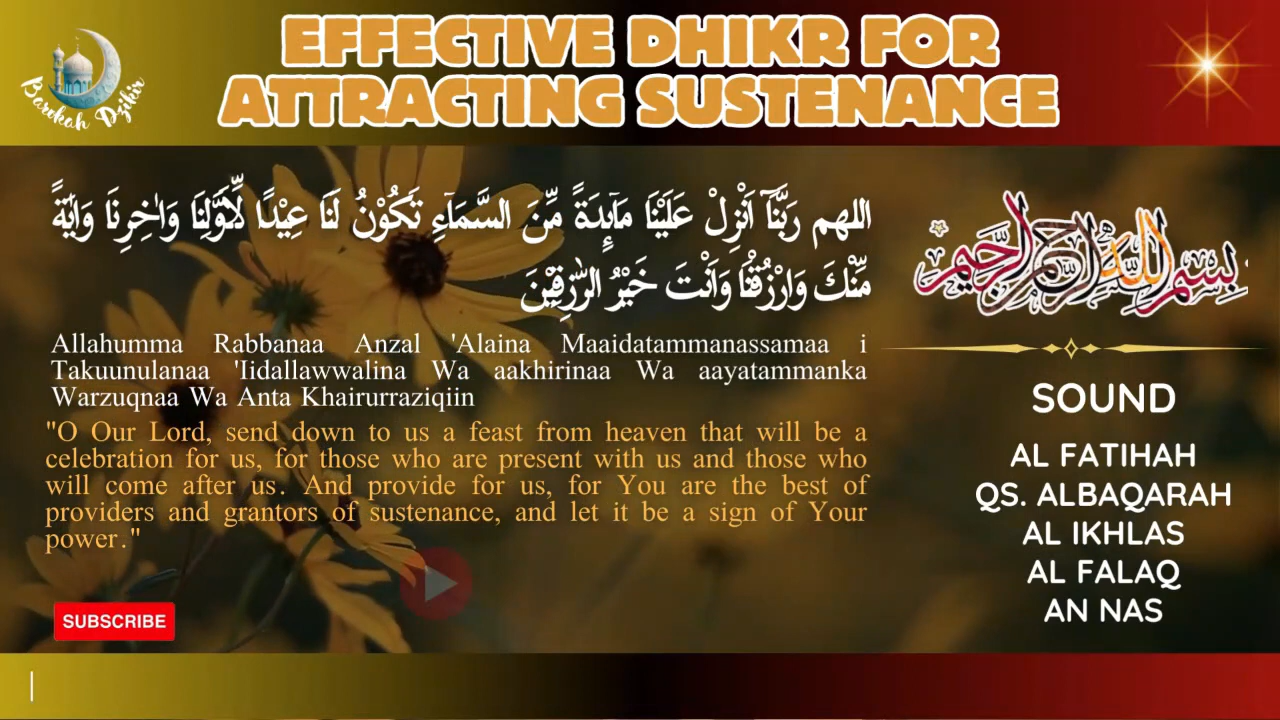 Barokah Dzikir
EFFECTIVE DHIKR FOR
ATTRACTING SUSTENANCE
اللهم رَبَّنَآ اَنْزِلْ عَلَيْنَا مَاۤىِٕدَةً مِّنَ السَّمَاۤءِ تَكُوْنُ لَنَا عِيْدًا لِّاَوَّلِنَا وَاٰخِرِنَا وَاٰيَةً
مِّنْكَ وَارْزُقْنَا وَاَنْتَ خَيْرُ الرّٰزِقِيْنَ
Allahumma Rabbanaa Anzal 'Alaina Maaidatammanassamaa i
Takuunulanaa 'Iidallawwalina Wa aakhirinaa Wa aayatammanka
Warzuqnaa Wa Anta Khairurraziqiin
"O Our Lord, send down to us a feast from heaven that will be a
celebration for us, for those who are present with us and those who
will come after us. And provide for us, for You are the best of
providers and grantors of sustenance, and let it be a sign of Your
power."
SUBSCRIBE
بسم الله الرحمن الرحيم
SOUND
AL FATIHAH
QS. ALBAQARAH
AL IKHLAS
AL FALAQ
AN NAS